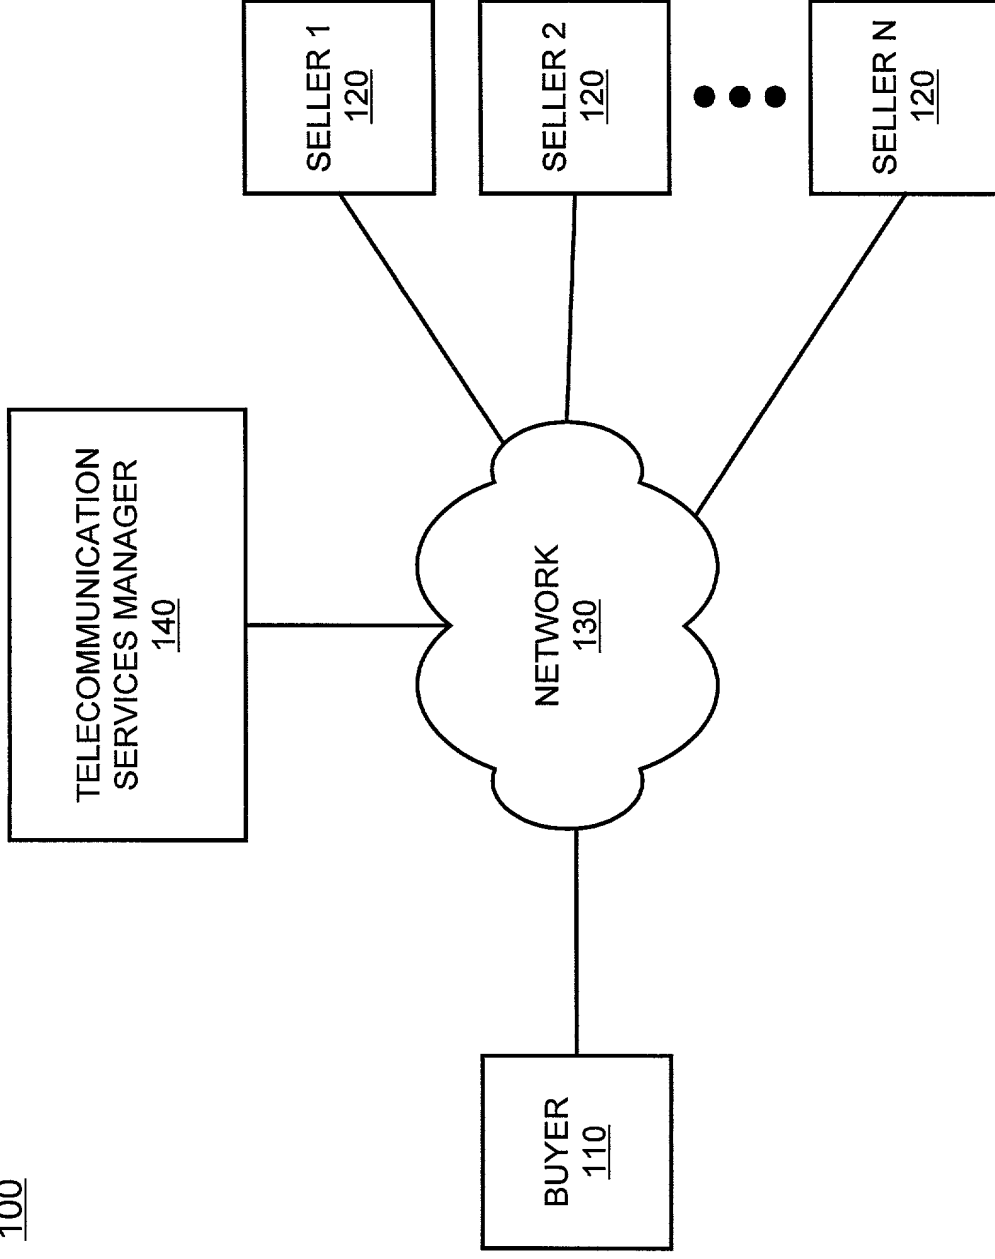 100
TELECOMMUNICATION
SERVICES MANAGER
140
SELLER 1
120
BUYER
110
NETWORK
130
SELLER 2
120
SELLER N
120